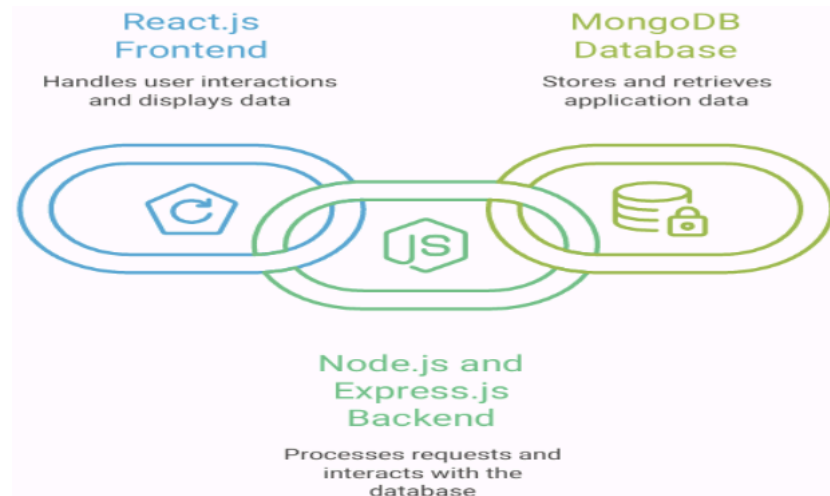 React.js
Frontend
Handles user interactions
and displays data
MongoDB
Database
Stores and retrieves
application data
JS
Node.js and
Express.js
Backend
Processes requests and
interacts with the
database